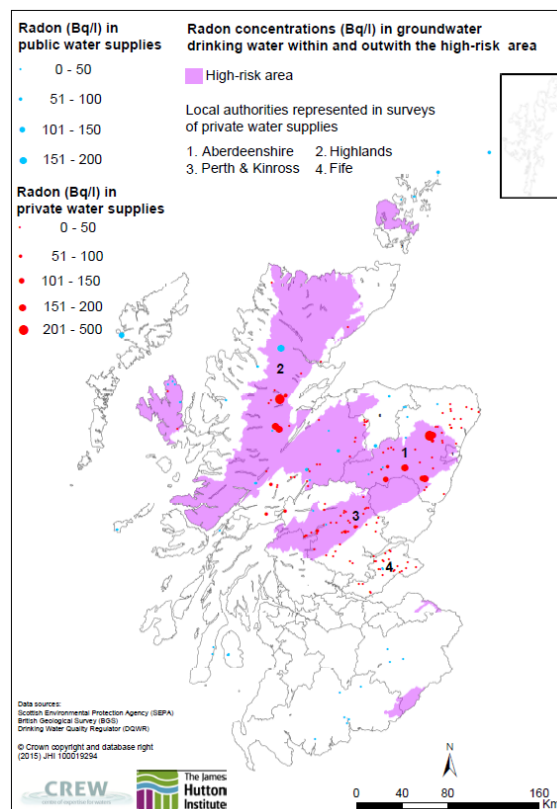 Radon (Bq/l) in
public water supplies
0 - 50
51 - 100
101 - 150
151 - 200
Radon (Bq/l) in
private water supplies
0 - 50
51 - 100
101 - 150
151 - 200
201 - 500
Radon concentrations (Bq/l) in groundwater
drinking water within and outwith the high-risk area
High-risk area
Local authorities represented in surveys
of private water supplies
1. Aberdeenshire 2. Highlands
3. Perth & Kinross 4. Fife
2
1
3
4
Data sources:
Scottish Environmental Protection Agency (SEPA)
British Geological Survey (BGS)
Drinking Water Quality Regulator (DQWR)
© Crown copyright and database right
(2015) JHI 100019294
CREW
The James
Hutton
Institute
N
0 40 80 160
Km